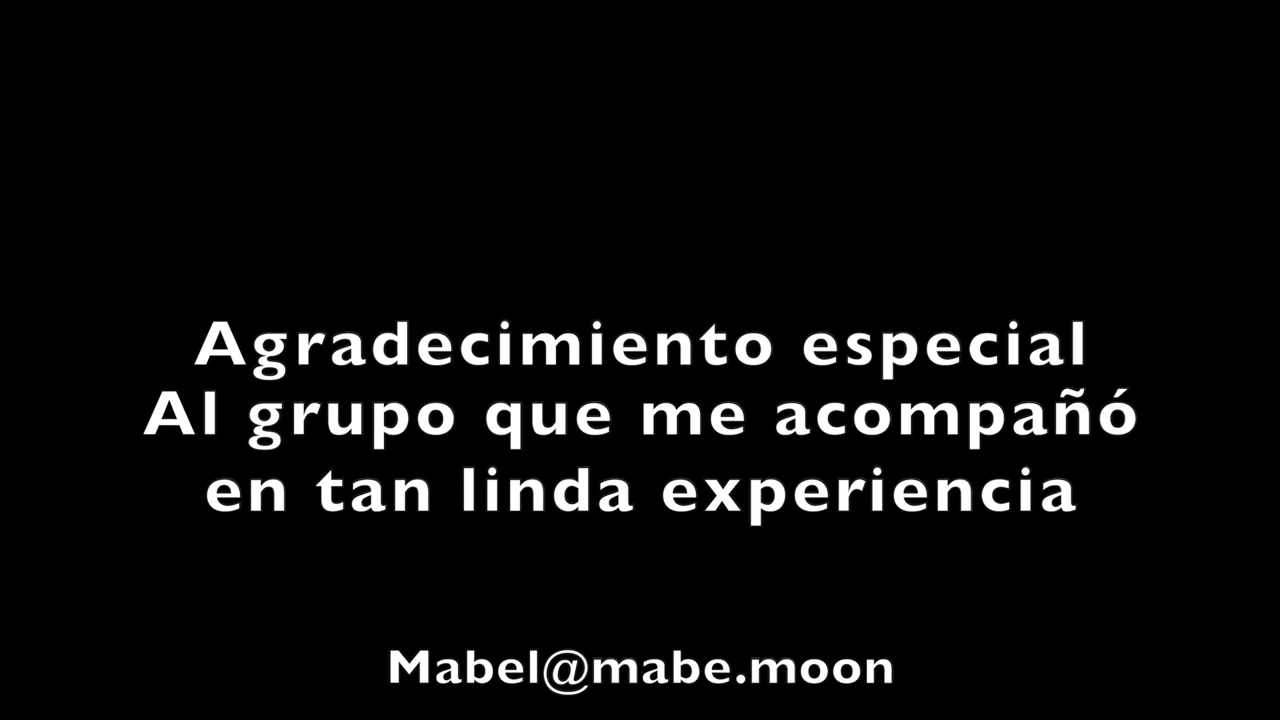 Agradecimiento especial
Al grupo que me acompañó
en tan linda experiencia
Mabel@mabe.moon